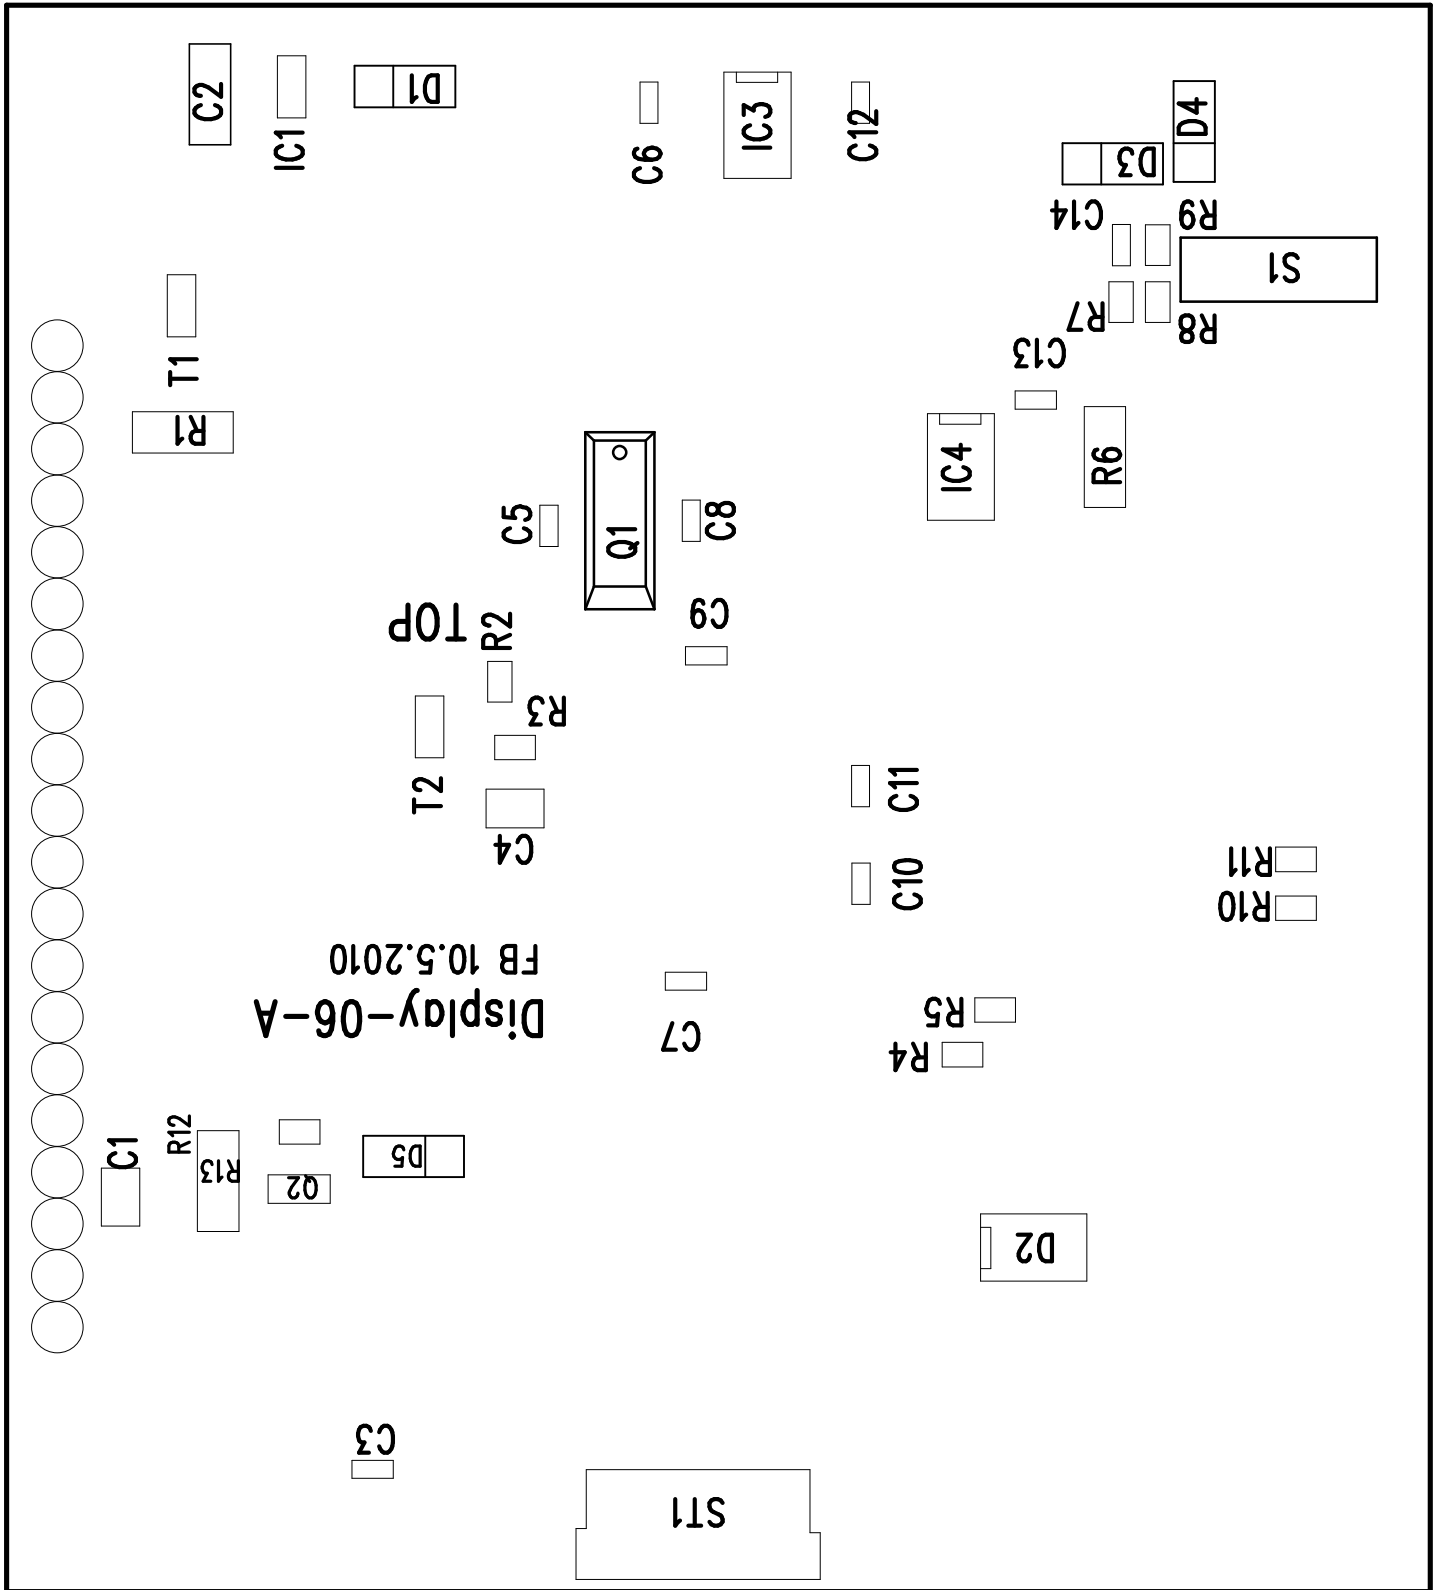 C2
IC1
D1
C6
IC3
C12
D4
D3
C14
R9
S1
R7
R8
C13
T1
R1
IC4
R6
C5
Q1
C8
TOP
R2
C9
R3
T2
C4
C11
C10
R11
R10
FB 10.5.2010
Display-06-A
C7
R5
R4
C1
R12
R13
Q2
D5
D2
C3
ST1